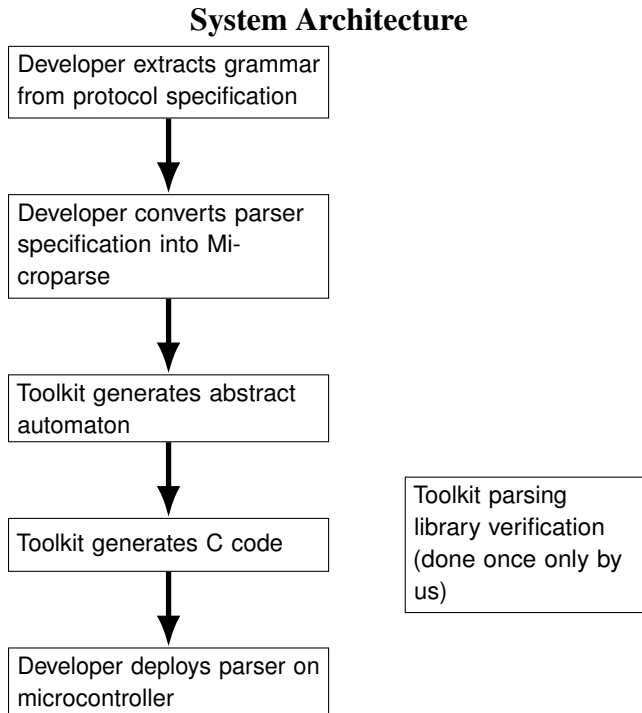 System Architecture
Developer extracts grammar
from protocol specification
Developer converts parser
specification into Mi-
croparse
Toolkit generates abstract
automaton
Toolkit generates C code
Toolkit parsing
library verification
(done once only by
us)
Developer deploys parser on
microcontroller